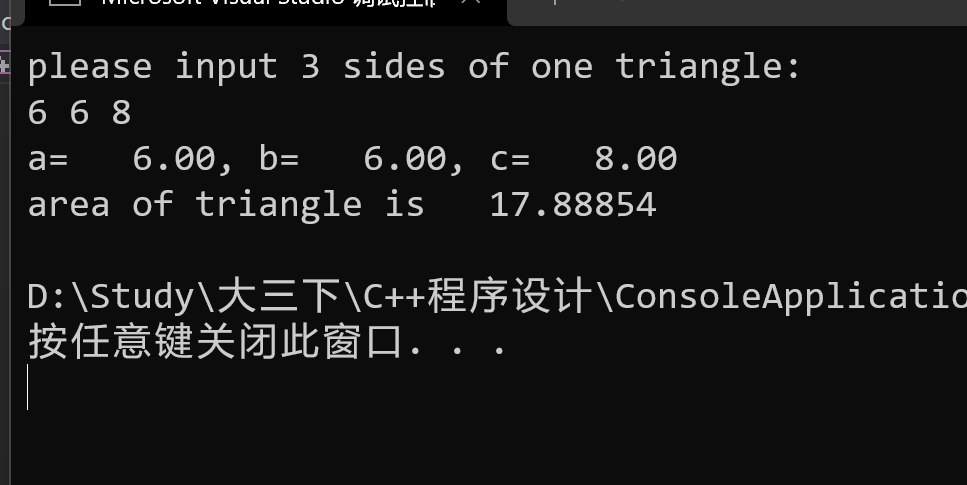 Microsoft Visual Studio 调试控
please input 3 sides of one triangle:
6 6 8
a=   6.00, b=   6.00, c=   8.00
area of triangle is   17.88854
D:\Study\大三下\C++程序设计\ConsoleApplicatio
按任意键关闭此窗口. . .